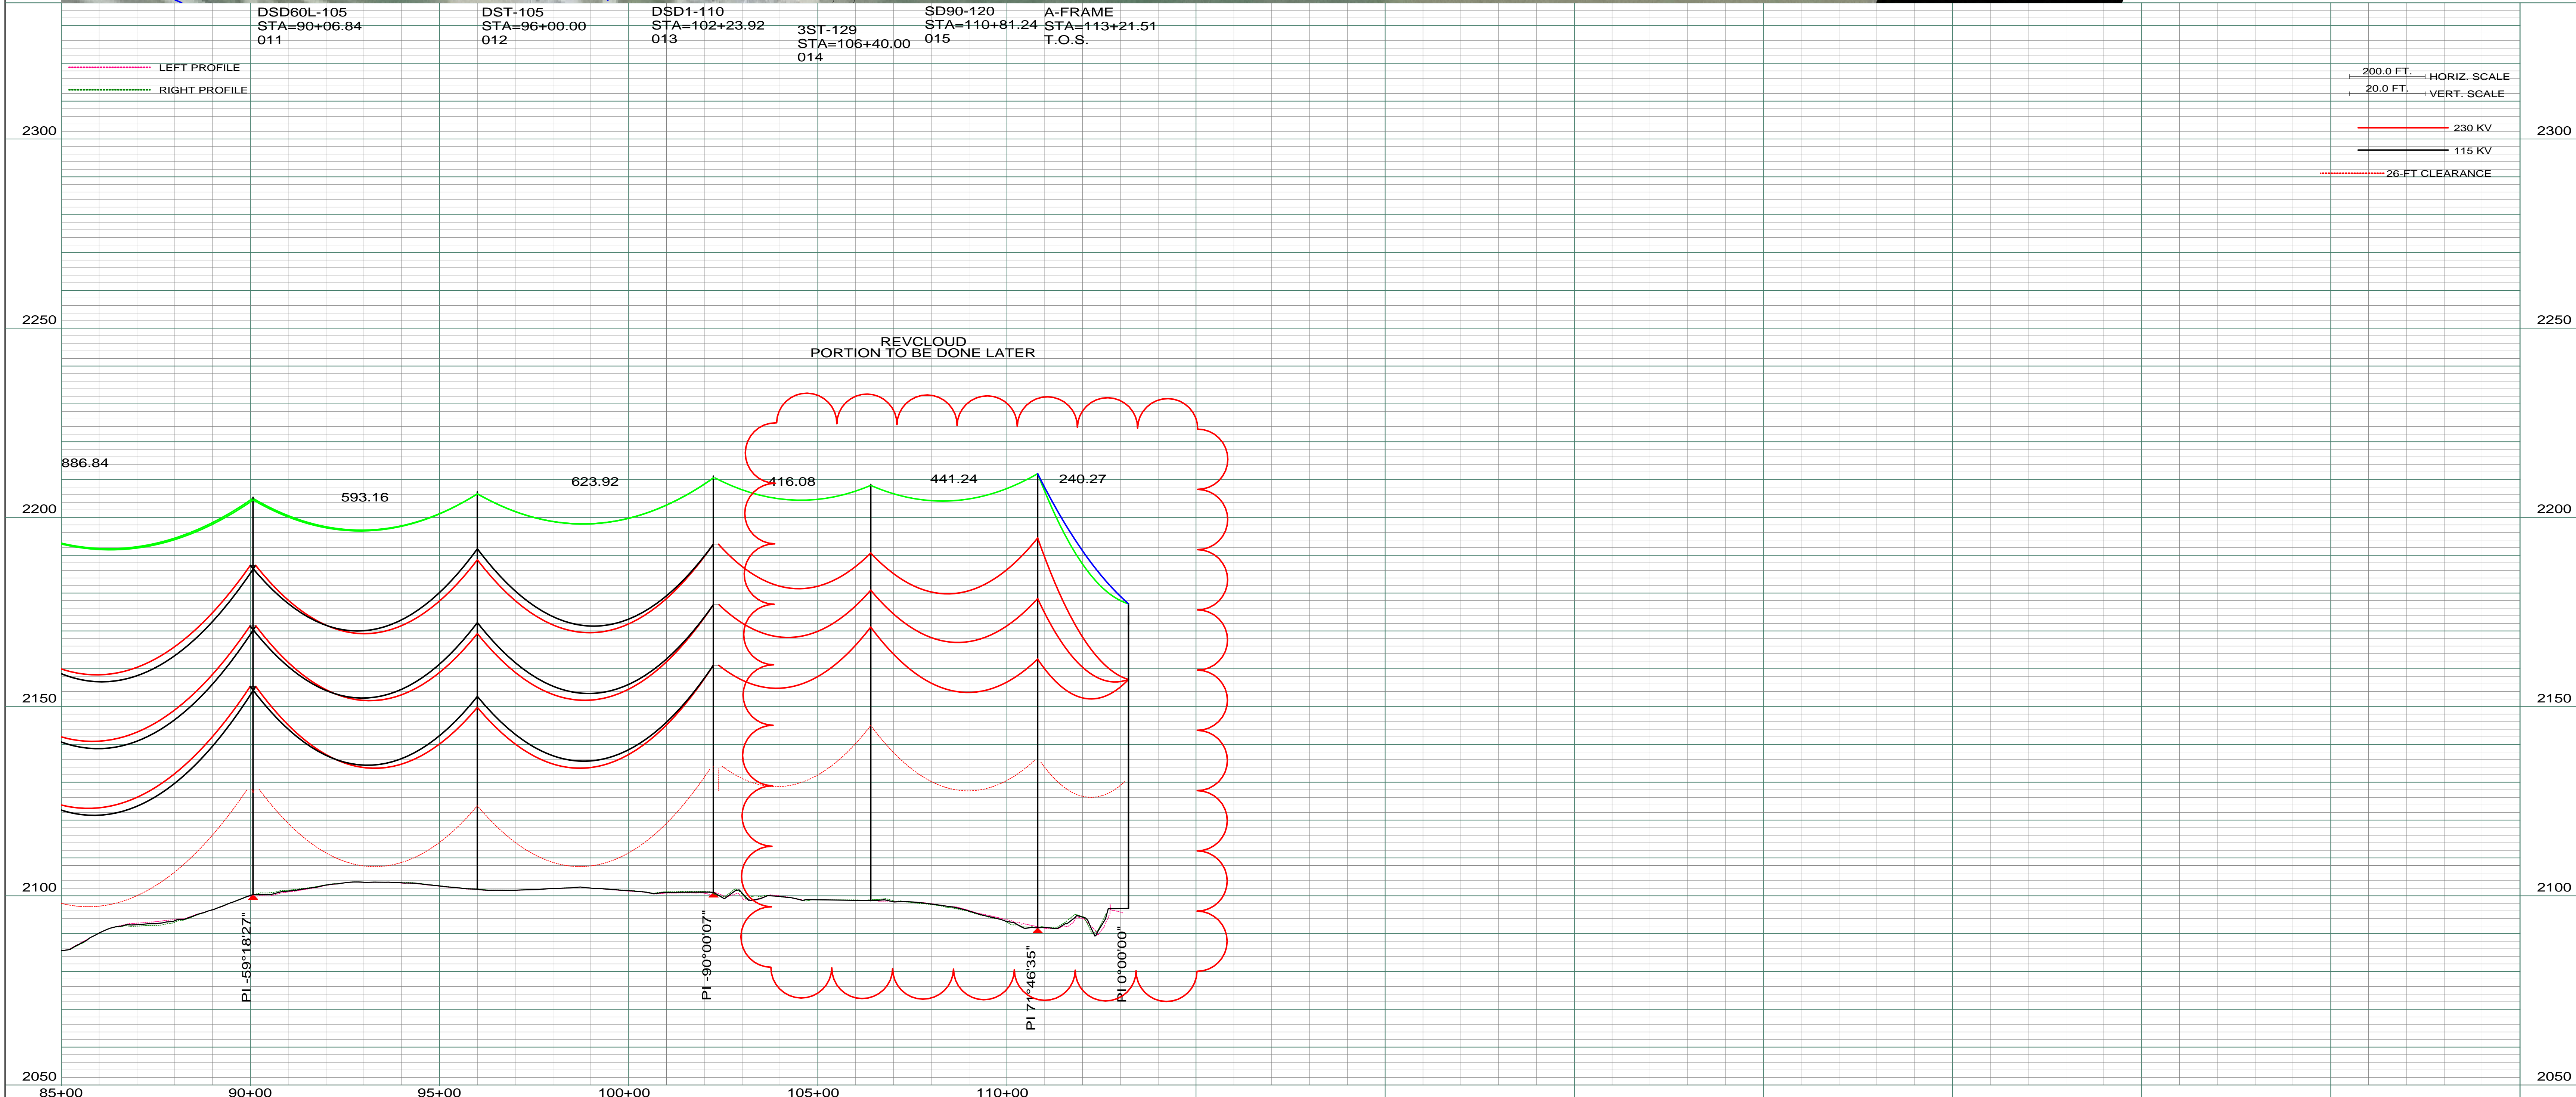 DSD60L-105
STA=90+06.84
011
DST-105
STA=96+00.00
012
DSD1-110
STA=102+23.92
013
3ST-129
STA=106+40.00
014
SD90-120
STA=110+81.24
015
A-FRAME
STA=113+21.51
T.O.S.
LEFT PROFILE
RIGHT PROFILE
200.0 FT.
HORIZ. SCALE
20.0 FT.
VERT. SCALE
230 KV
115 KV
26-FT CLEARANCE
2300
2300
2250
2250
REVCLOUD
PORTION TO BE DONE LATER
886.84
593.16
623.92
416.08
441.24
240.27
2200
2200
2150
2150
2100
2100
PI -59°18'27"
PI -90°00'07"
PI 71°46'35"
PI 0°00'00"
2050
2050
85+00
90+00
95+00
100+00
105+00
110+00